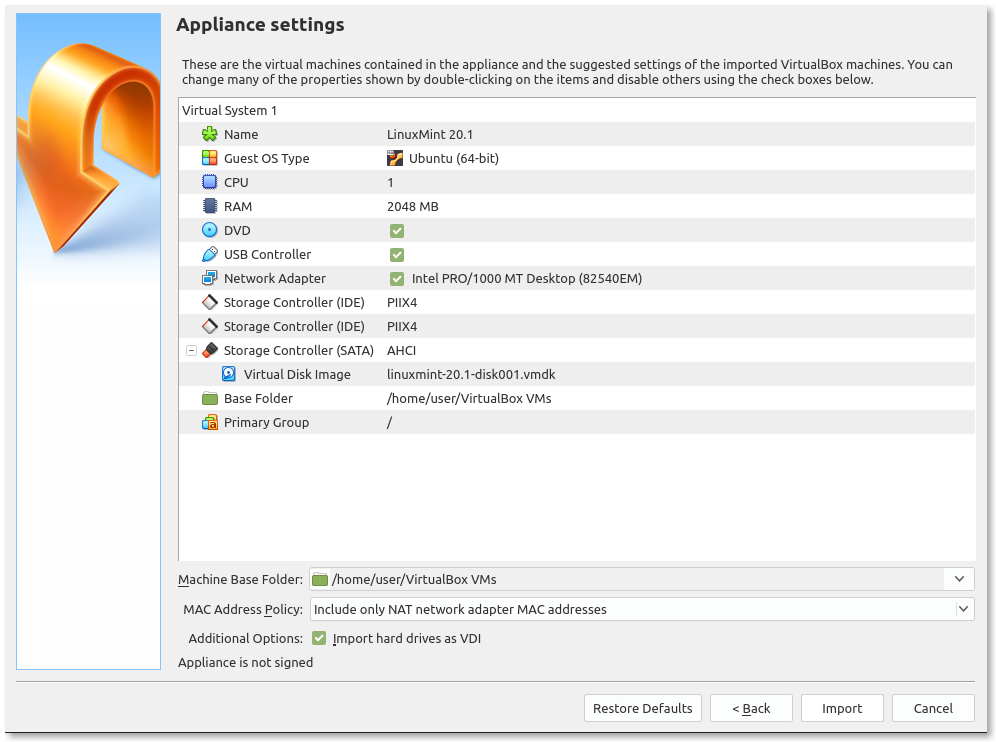 Appliance settings
These are the virtual machines contained in the appliance and the suggested settings of the imported VirtualBox machines. You can
change many of the properties shown by double-clicking on the items and disable others using the check boxes below.
Virtual System 1
Name LinuxMint 20.1
Guest OS Type Ubuntu (64-bit)
CPU 1
RAM 2048 MB
DVD
USB Controller
Network Adapter Intel PRO/1000 MT Desktop (82540EM)
Storage Controller (IDE) PIIX4
Storage Controller (IDE) PIIX4
Storage Controller (SATA) AHCI
Virtual Disk Image linuxmint-20.1-disk001.vmdk
Base Folder /home/user/VirtualBox VMs
Primary Group /
Machine Base Folder: /home/user/VirtualBox VMs
MAC Address Policy: Include only NAT network adapter MAC addresses
Additional Options: Import hard drives as VDI
Appliance is not signed
Restore Defaults < Back Import Cancel